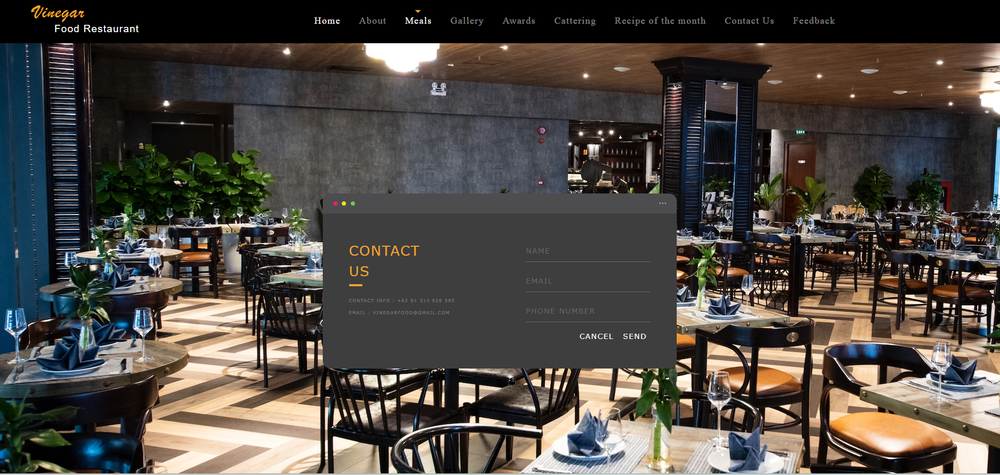 Vinegar
Food Restaurant
Home About Meals Gallery Awards Cattering Recipe of the month Contact Us Feedback
CONTACT
US
CONTACT INFO : +62 81 314 928 595
EMAIL : VINEGARFOOD@GMAIL.COM
NAME
EMAIL
PHONE NUMBER
CANCEL SEND